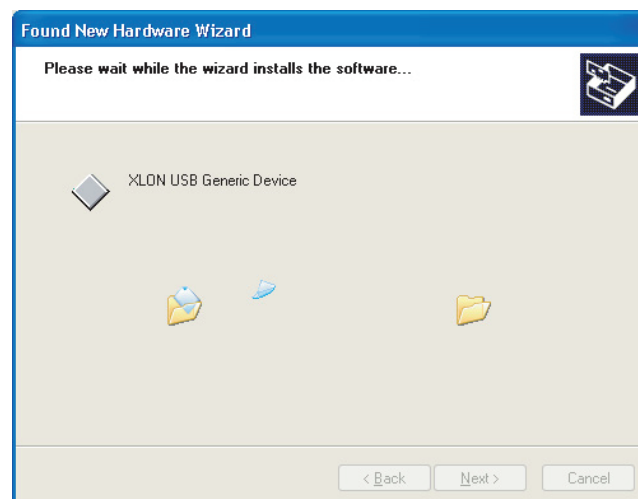 Found New Hardware Wizard
Please wait while the wizard installs the software...
XLON USB Generic Device
< Back
Next >
Cancel